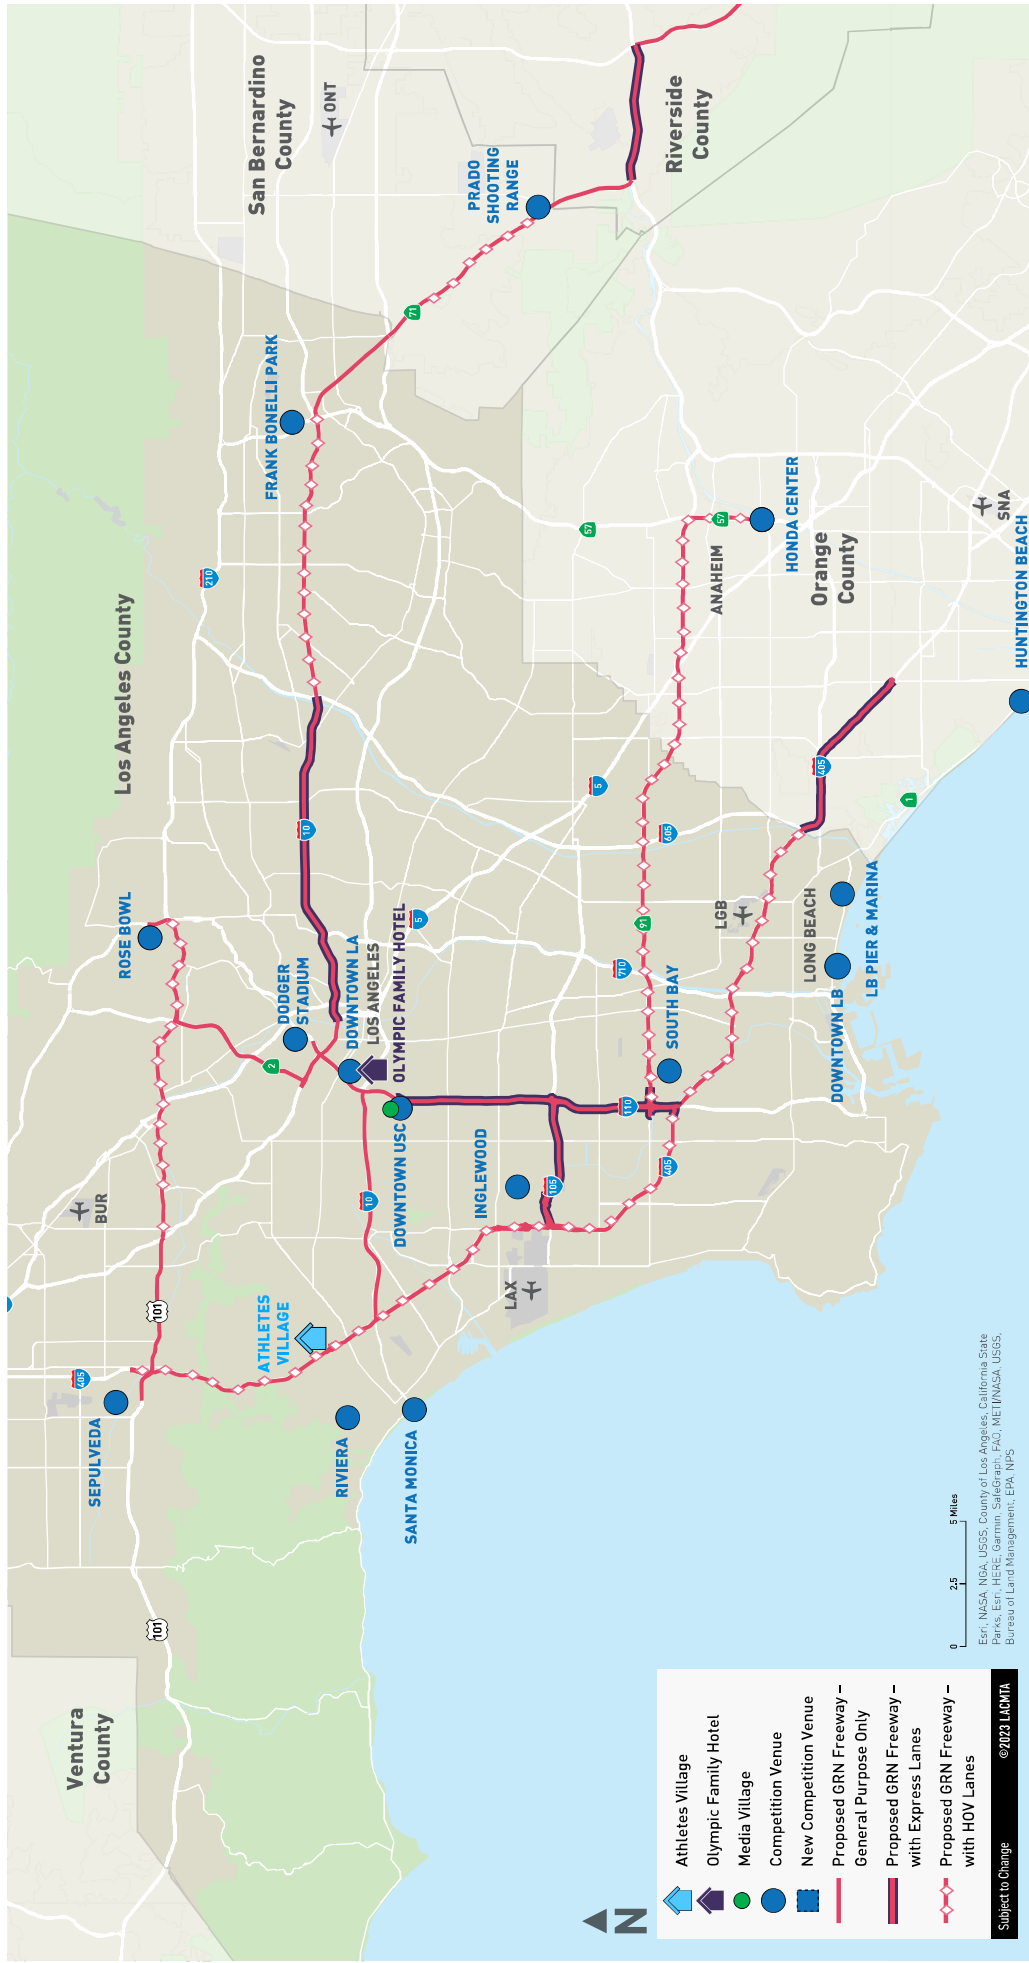 Ventura
County
Los Angeles County
San Bernardino
County
Riverside
County
Orange
County
101
101
405
SEPULVEDA
BUR
ROSE BOWL
210
FRANK BONELLI PARK
ONT
PRADO
SHOOTING
RANGE
71
2
DODGER
STADIUM
10
ATHLETES
VILLAGE
RIVIERA
SANTA MONICA
10
DOWNTOWN LA
LOS ANGELES
OLYMPIC FAMILY HOTEL
DOWNTOWN USC
5
INGLEWOOD
LAX
105
110
5
57
710
91
605
SOUTH BAY
405
57
ANAHEIM
HONDA CENTER
LGB
LONG BEACH
DOWNTOWN LB
LB PIER & MARINA
405
1
SNA
HUNTINGTON BEACH
N
Athletes Village
Olympic Family Hotel
Media Village
Competition Venue
New Competition Venue
Proposed GRN Freeway –
General Purpose Only
Proposed GRN Freeway –
with Express Lanes
Proposed GRN Freeway –
with HOV Lanes
Subject to Change
©2023 LACMTA
0
2.5
5 Miles
Esri, NASA, NGA, USGS, County of Los Angeles, California State
Parks, Esri, HERE, Garmin, SafeGraph, FAO, METI/NASA, USGS,
Bureau of Land Management, EPA, NPS